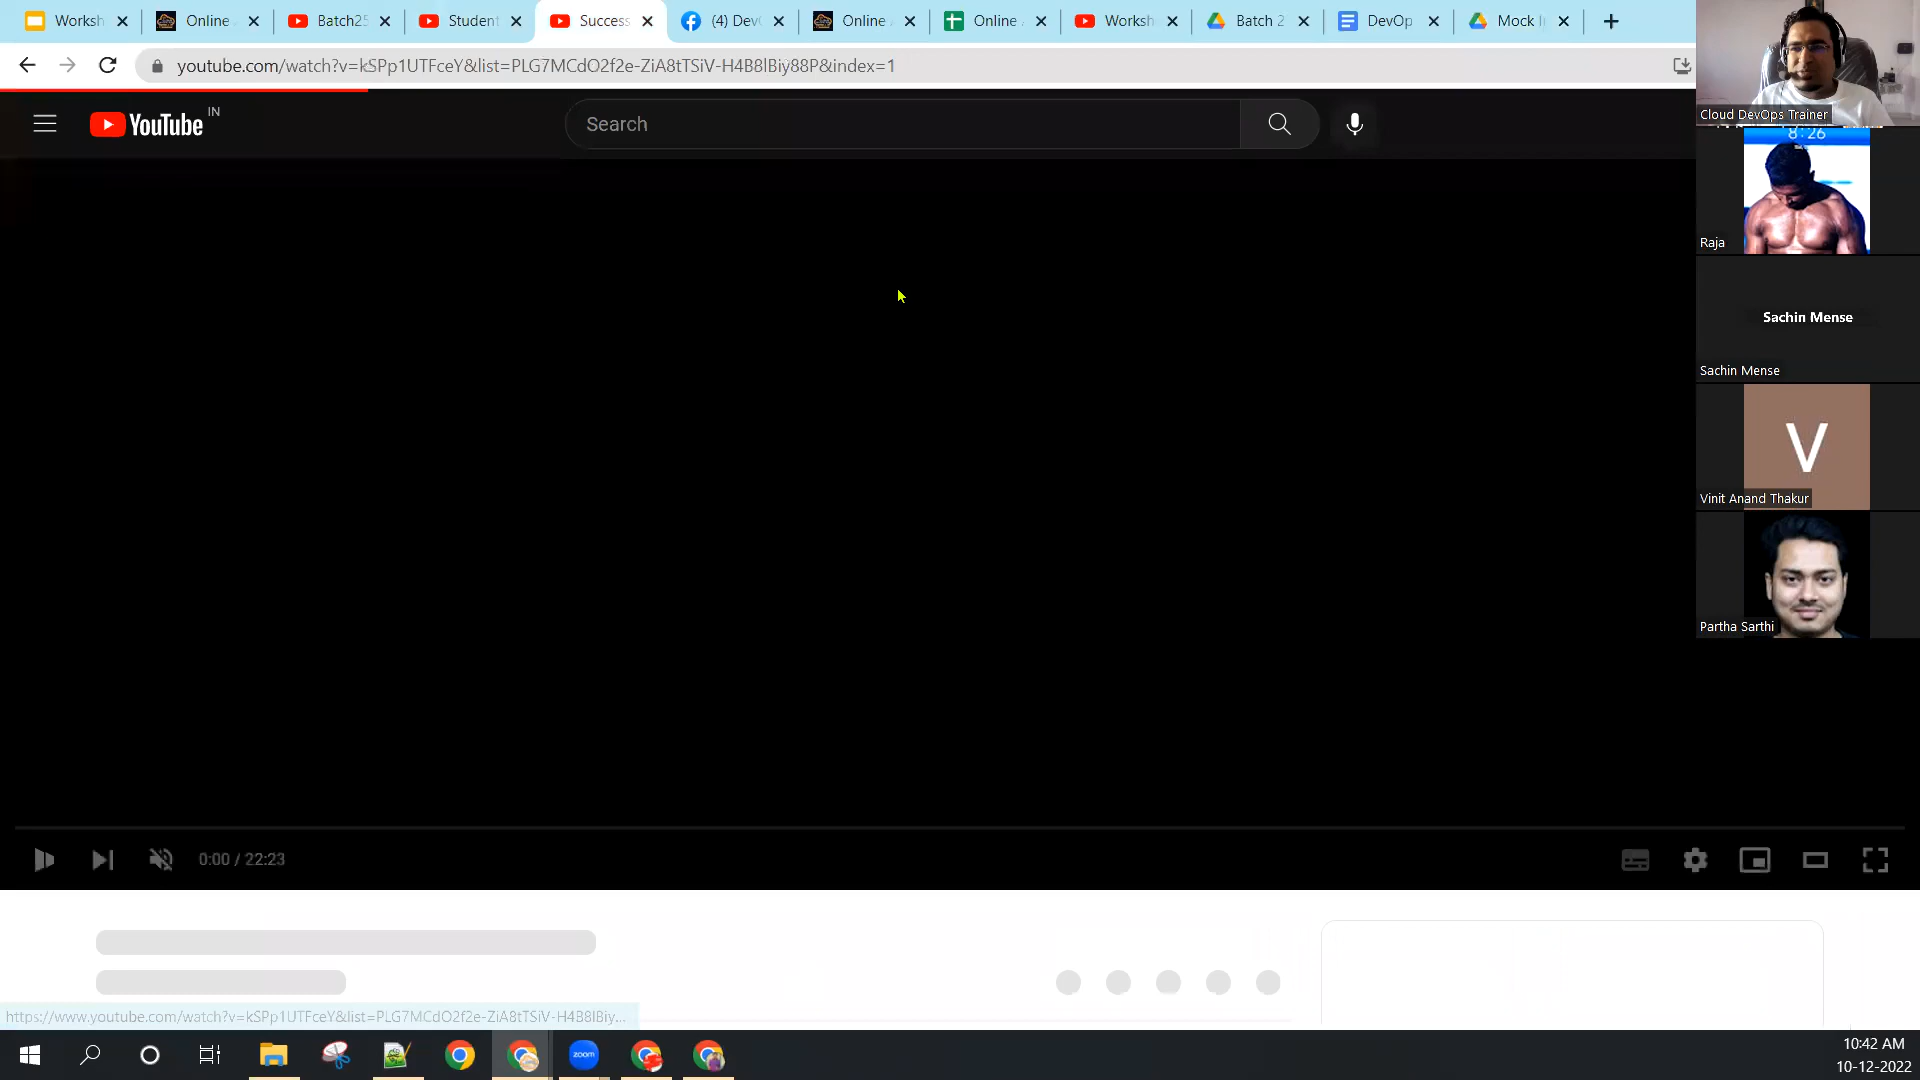 Worksh
Online
Batch25
Student
Success
(4) Dev
Online
Online
Worksh
Batch 2
DevOp
Mock I
youtube.com/watch?v=kSPp1UTFceY&list=PLG7MCdO2f2e-ZiA8tTSiV-H4B8lBiy88P&index=1
YouTube IN
Search
Cloud DevOps Trainer
8:26
Raja
Sachin Mense
Sachin Mense
V
Vinit Anand Thakur
Partha Sarthi
0:00 / 22:23
https://www.youtube.com/watch?v=kSPp1UTFceY&list=PLG7MCdO2f2e-ZiA8tTSiV-H4B8lBiy...
zoom
10:42 AM
10-12-2022